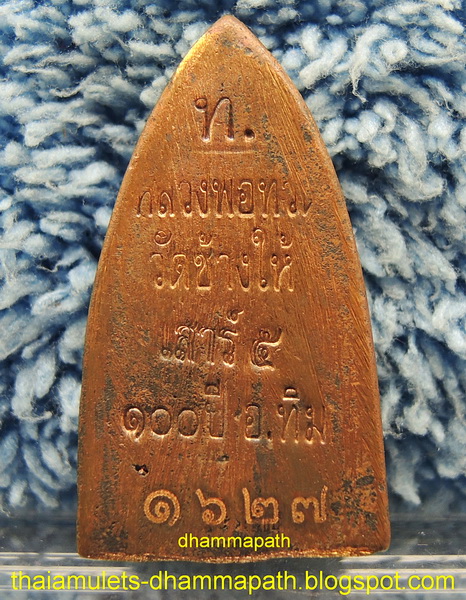 ท.
หลวงพ่อทวด
วัดช้างให้
เสาร์ ๕
๑๐๐ปี อ.ทิม
๑๖๒๗
dhammapath
thaiamulets-dhammapath.blogspot.com